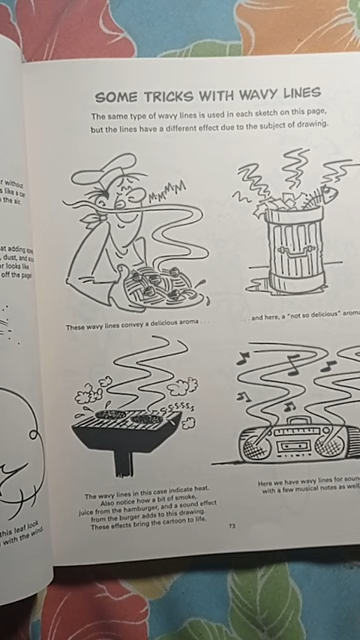 r without
s like a car
the air.
at adding
, dust, and
r looks like
off the page
this leaf look
with the wind.
SOME TRICKS WITH WAVY LINES
The same type of wavy lines is used in each sketch on this page,
but the lines have a different effect due to the subject of drawing.
MMMM
These wavy lines convey a delicious aroma . . .
. . . and here, a "not so delicious" aroma
SSSSSS
The wavy lines in this case indicate heat.
Also notice how a bit of smoke,
juice from the hamburger, and a sound effect
from the burger adds to this drawing.
These effects bring the cartoon to life.
Here we have wavy lines for soun
with a few musical notes as well
73